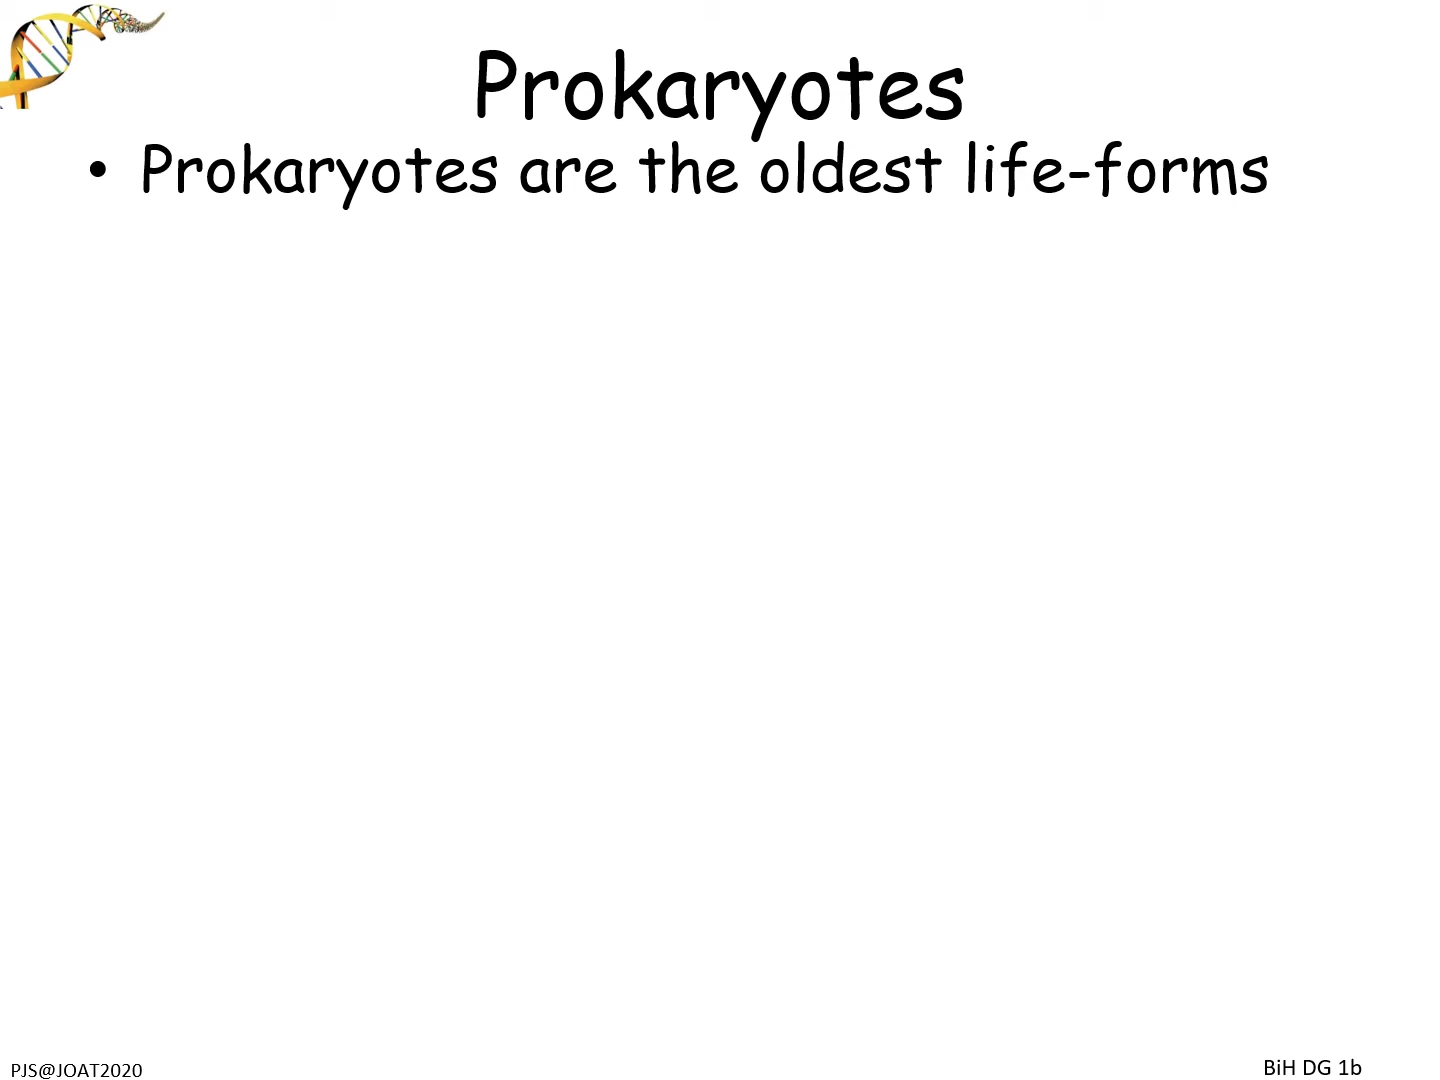 Prokaryotes
• Prokaryotes are the oldest life-forms
PJS@JOAT2020
BiH DG 1b